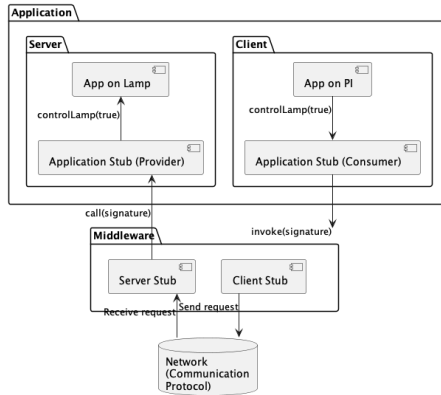 Application
Server
Client
App on Lamp
App on PI
controlLamp(true)
controlLamp(true)
Application Stub (Provider)
Application Stub (Consumer)
call(signature)
invoke(signature)
Middleware
Server Stub
Client Stub
Receive request
Send request
Network
(Communication
Protocol)